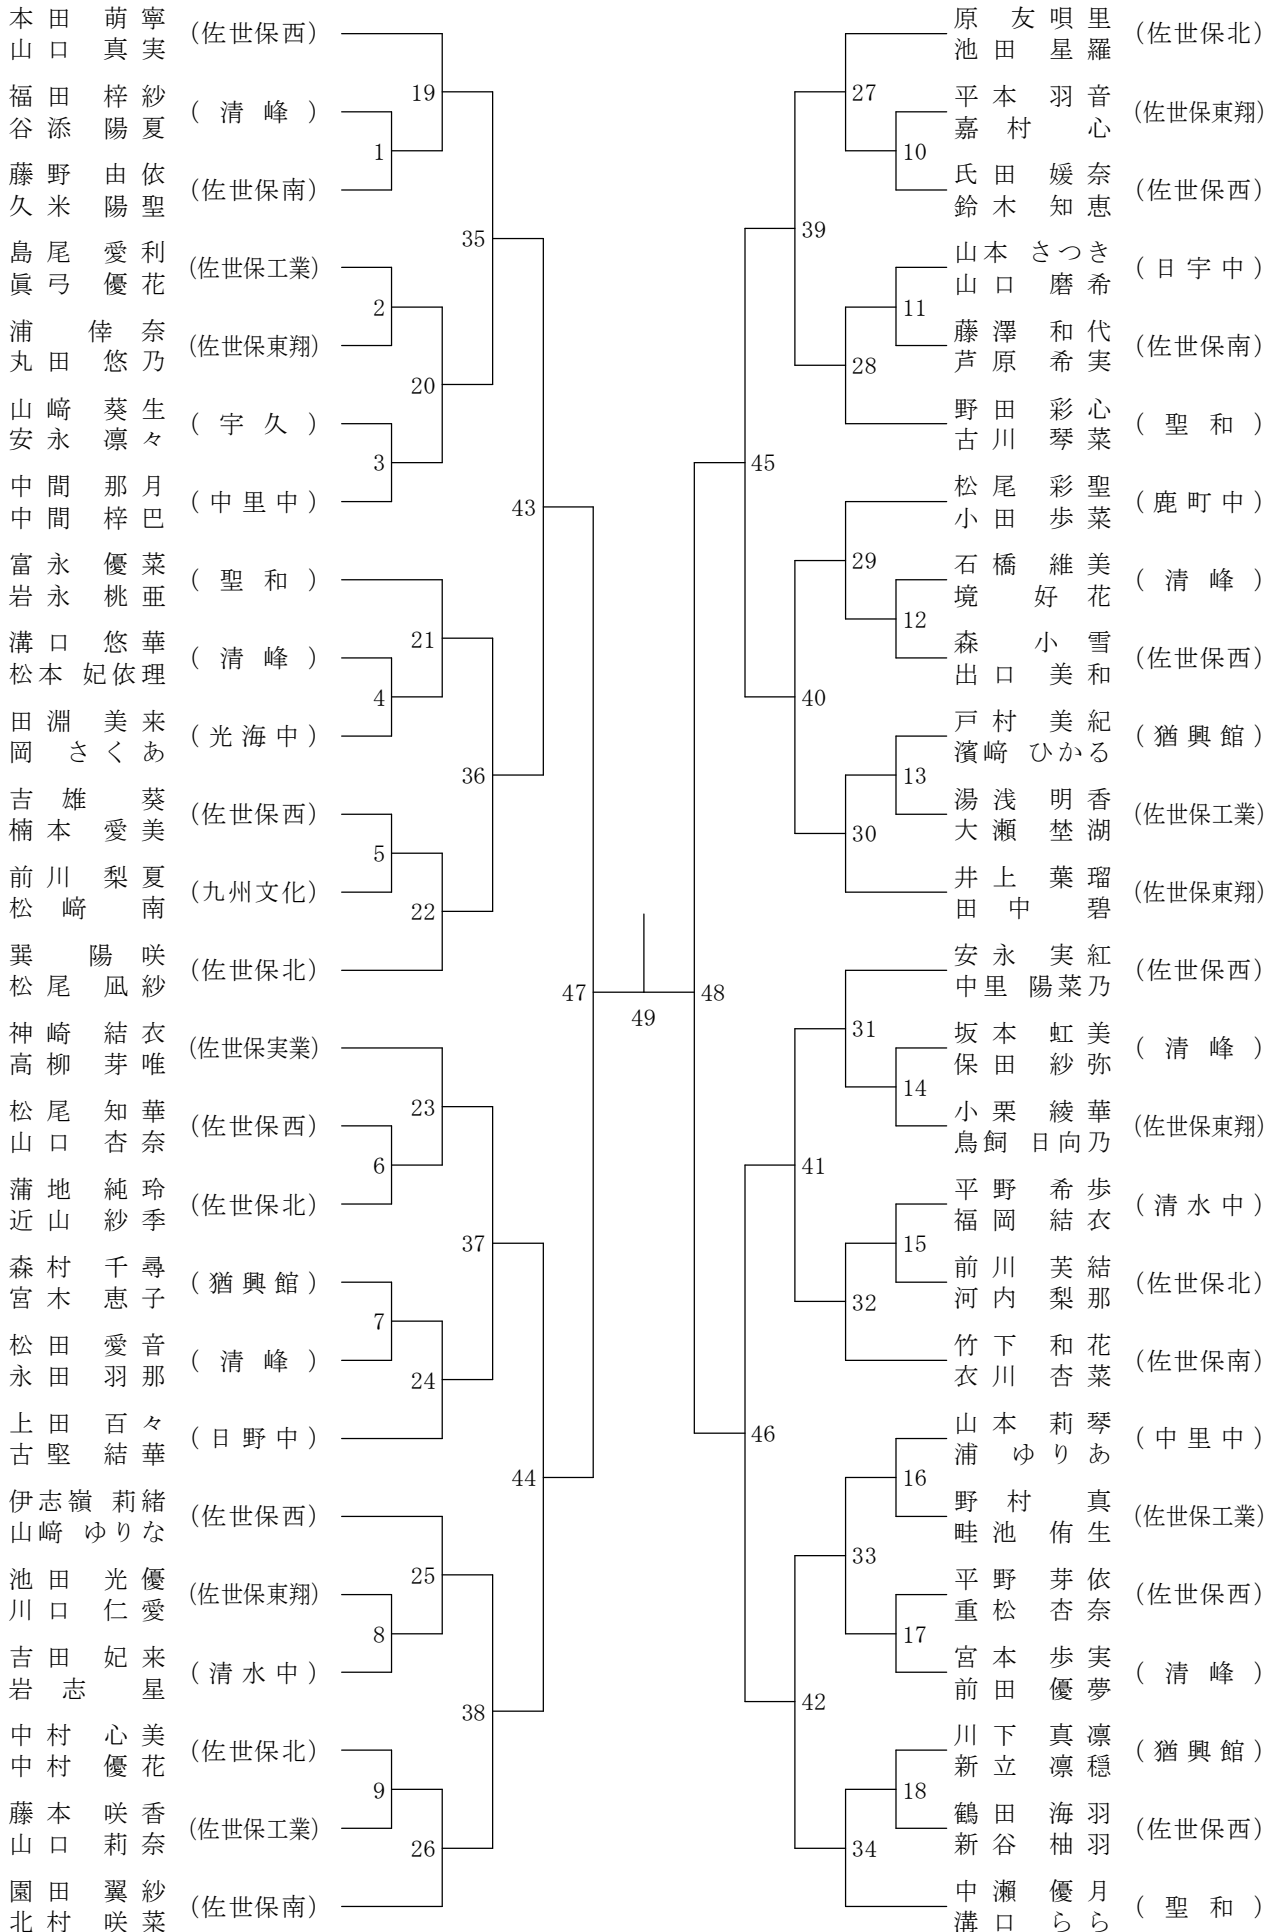 本田 萌寧
山口 真実
(佐世保西)
福田 梓紗
谷添 陽夏
(清峰)
藤野 由依
久米 陽聖
(佐世保南)
島尾 愛利
眞弓 優花
(佐世保工業)
浦 倖奈
丸田 悠乃
(佐世保東翔)
山﨑 葵生
安永 凛々
(宇久)
中間 那月
中間 梓巴
(中里中)
富永 優菜
岩永 桃亜
(聖和)
溝口 悠華
松本 妃依理
(清峰)
田淵 美来
岡 さくあ
(光海中)
吉雄 葵
楠本 愛美
(佐世保西)
前川 梨夏
松﨑 南
(九州文化)
巽 陽咲
松尾 凪紗
(佐世保北)
神崎 結衣
高柳 芽唯
(佐世保実業)
松尾 知華
山口 杏奈
(佐世保西)
蒲地 純玲
近山 紗季
(佐世保北)
森村 千尋
宮木 恵子
(猶興館)
松田 愛音
永田 羽那
(清峰)
上田 百々
古堅 結華
(日野中)
伊志嶺 莉緒
山﨑 ゆりな
(佐世保西)
池田 光優
川口 仁愛
(佐世保東翔)
吉田 妃来
岩志 星
(清水中)
中村 心美
中村 優花
(佐世保北)
藤本 咲香
山口 莉奈
(佐世保工業)
園田 翼紗
北村 咲菜
(佐世保南)
19
1
35
2
20
3
43
21
4
36
5
22
47
23
6
37
7
24
44
25
8
38
9
26
49
48
27
10
39
11
28
45
29
12
40
13
30
31
14
41
15
32
46
16
33
17
42
18
34
原 友唄里
池田 星羅
(佐世保北)
平本 羽音
嘉村 心
(佐世保東翔)
氏田 媛奈
鈴木 知恵
(佐世保西)
山本 さつき
山口 磨希
(日宇中)
藤澤 和代
芦原 希実
(佐世保南)
野田 彩心
古川 琴菜
(聖和)
松尾 彩聖
小田 歩菜
(鹿町中)
石橋 維美
境 好花
(清峰)
森 小雪
出口 美和
(佐世保西)
戸村 美紀
濱﨑 ひかる
(猶興館)
湯浅 明香
大瀬 埜湖
(佐世保工業)
井上 葉瑠
田中 碧
(佐世保東翔)
安永 実紅
中里 陽菜乃
(佐世保西)
坂本 虹美
保田 紗弥
(清峰)
小栗 綾華
鳥飼 日向乃
(佐世保東翔)
平野 希歩
福岡 結衣
(清水中)
前川 芙結
河内 梨那
(佐世保北)
竹下 和花
衣川 杏菜
(佐世保南)
山本 莉琴
浦 ゆりあ
(中里中)
野村 真
畦池 侑生
(佐世保工業)
平野 芽依
重松 杏奈
(佐世保西)
宮本 歩実
前田 優夢
(清峰)
川下 真凛
新立 凛穏
(猶興館)
鶴田 海羽
新谷 柚羽
(佐世保西)
中瀬 優月
溝口 らら
(聖和)